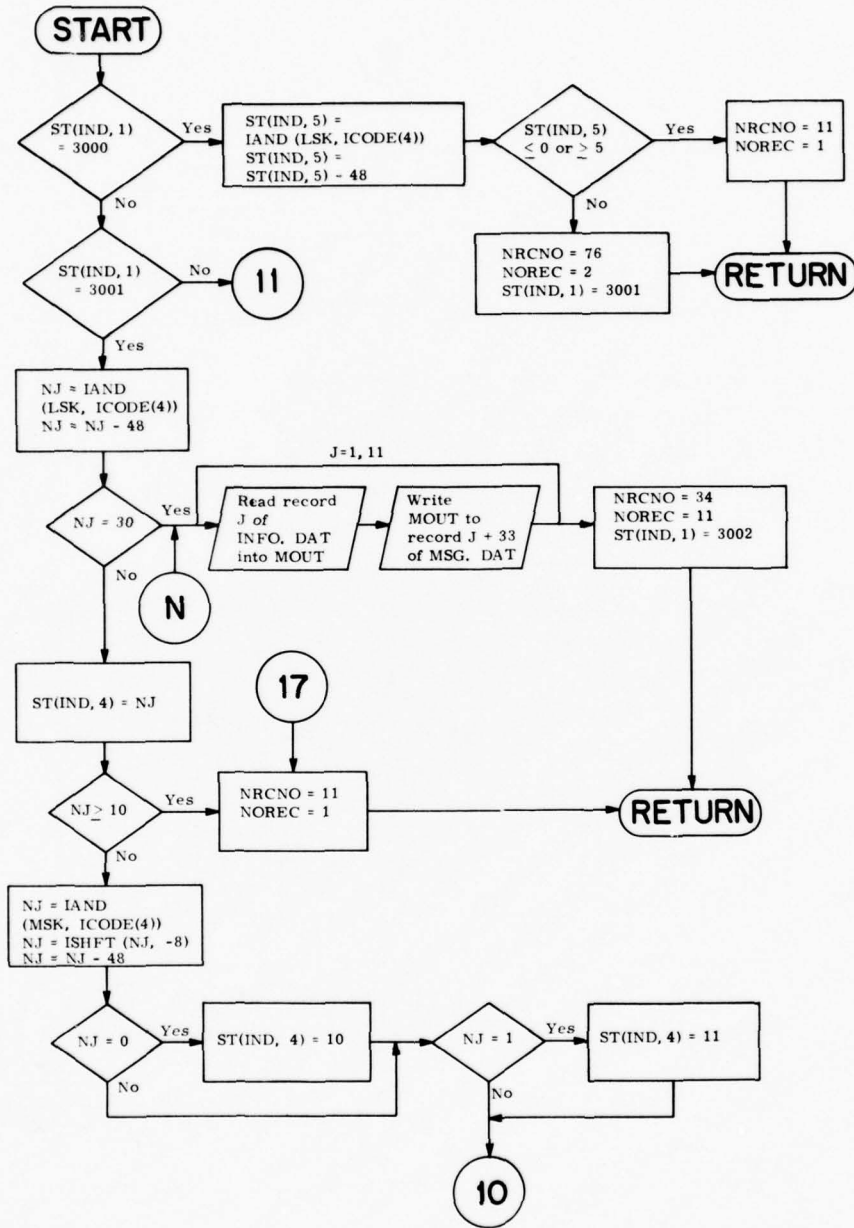 START
ST(IND, 1)
= 3000
Yes
ST(IND, 5) =
IAND (LSK, ICODE(4))
ST(IND, 5) =
ST(IND, 5) - 48
ST(IND, 5)
≤ 0 or ≥ 5
Yes
NRCNO = 11
NOREC = 1
No
No
NRCNO = 76
NOREC = 2
ST(IND, 1) = 3001
RETURN
ST(IND, 1)
= 3001
No
11
Yes
NJ = IAND
(LSK, ICODE(4))
NJ = NJ - 48
J=1, 11
NJ = 30
Yes
Read record
J of
INFO. DAT
into MOUT
Write
MOUT to
record J + 33
of MSG. DAT
NRCNO = 34
NOREC = 11
ST(IND, 1) = 3002
No
N
ST(IND, 4) = NJ
17
NJ ≥ 10
Yes
NRCNO = 11
NOREC = 1
RETURN
No
NJ = IAND
(MSK, ICODE(4))
NJ = ISHFT (NJ, -8)
NJ = NJ - 48
NJ = 0
Yes
ST(IND, 4) = 10
NJ = 1
Yes
ST(IND, 4) = 11
No
No
10